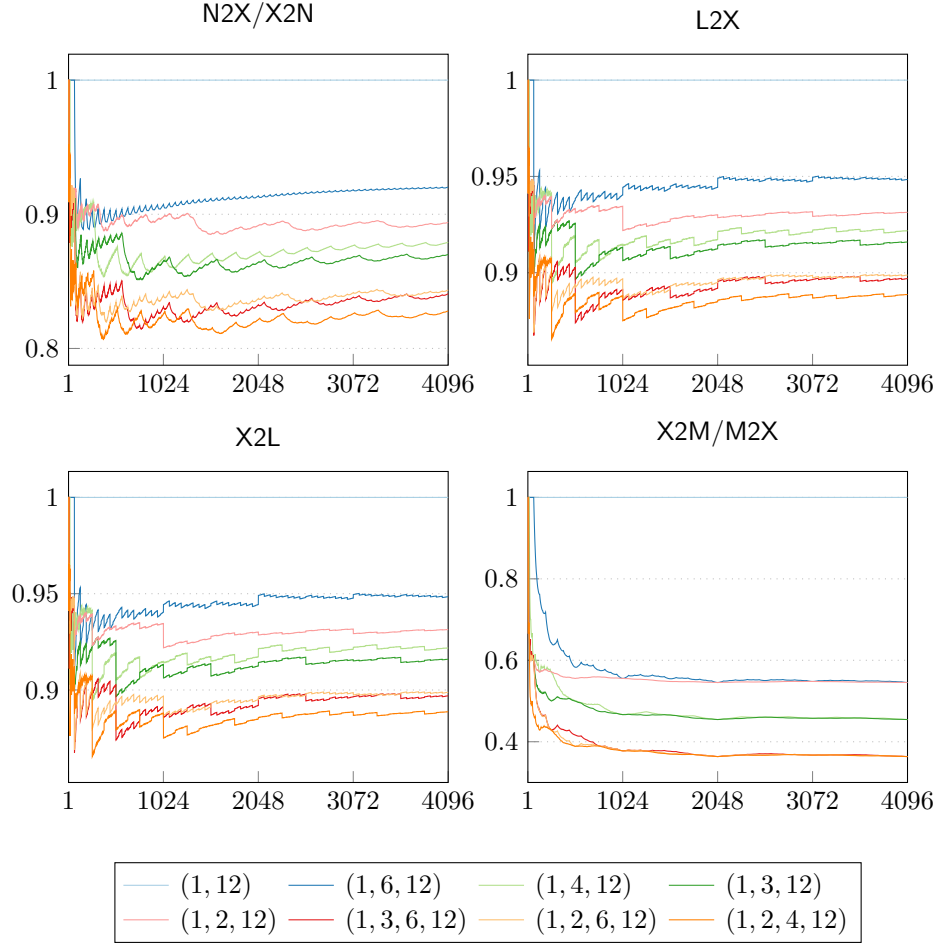 N2X/X2N
L2X
1
0.9
0.8
1 1024 2048 3072 4096
1
0.95
0.9
1 1024 2048 3072 4096
X2L
X2M/M2X
1
0.95
0.9
1 1024 2048 3072 4096
1
0.8
0.6
0.4
1 1024 2048 3072 4096
(1, 12) (1, 6, 12) (1, 4, 12) (1, 3, 12)
(1, 2, 12) (1, 3, 6, 12) (1, 2, 6, 12) (1, 2, 4, 12)